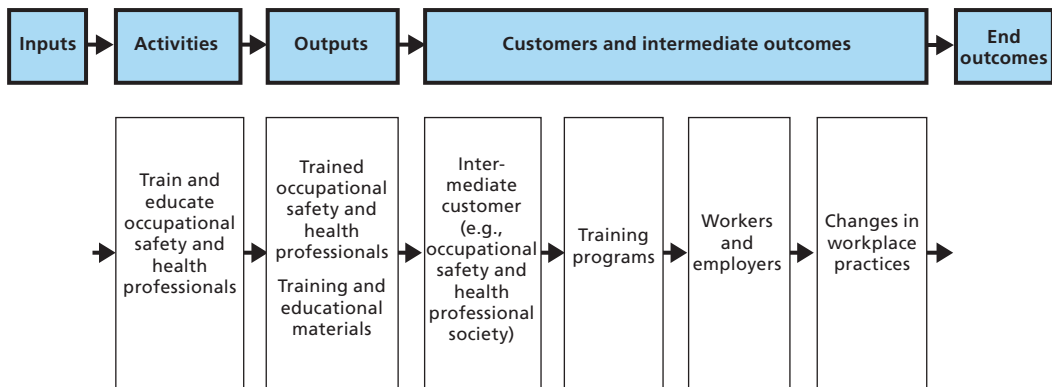 Inputs
Activities
Outputs
Customers and intermediate outcomes
End
outcomes
Train and
educate
occupational
safety and
health
professionals
Trained
occupational
safety and
health
professionals
Training and
educational
materials
Inter-
mediate
customer
(e.g.,
occupational
safety and
health
professional
society)
Training
programs
Workers
and
employers
Changes in
workplace
practices